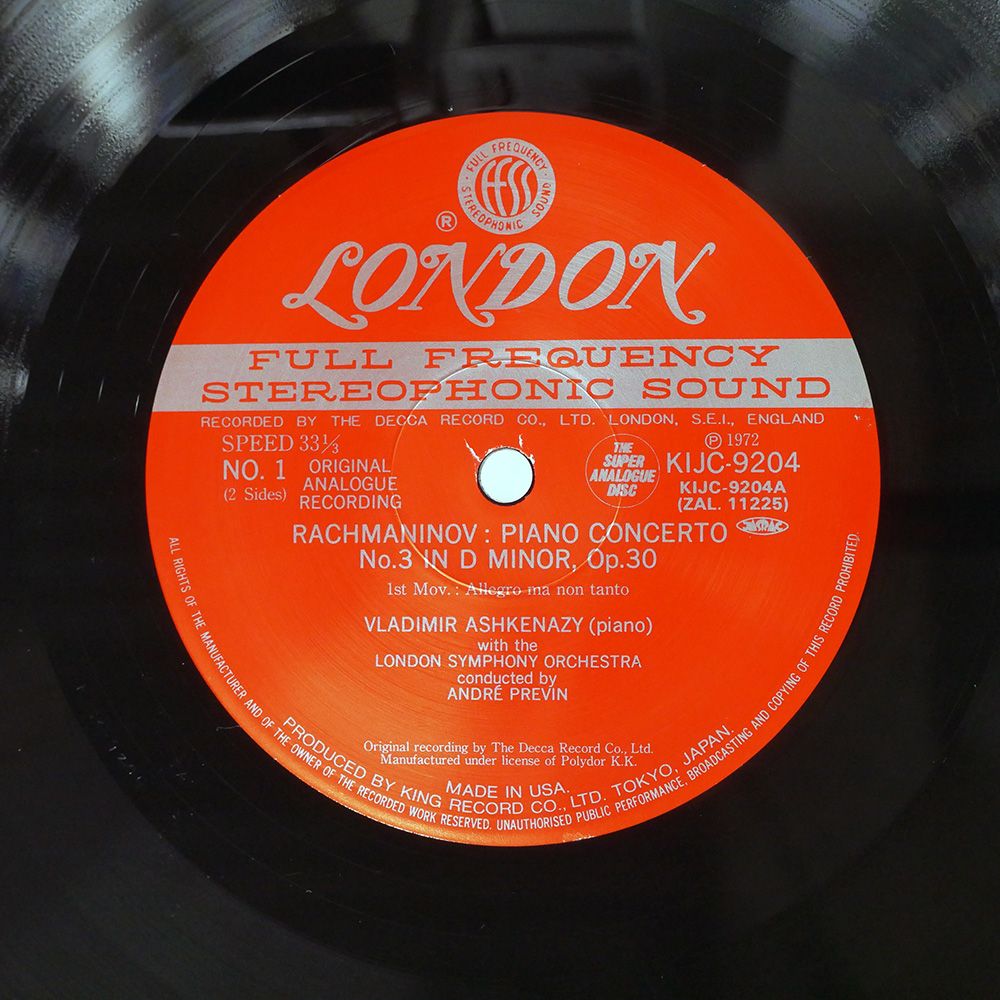 FULL FREQUENCY
STEREOPHONIC SOUND
ffss
®
LONDON
FULL FREQUENCY
STEREOPHONIC SOUND
RECORDED BY THE DECCA RECORD CO., LTD. LONDON, S.E.I., ENGLAND
SPEED 33⅓
NO. 1
(2 Sides)
ORIGINAL
ANALOGUE
RECORDING
THE
SUPER
ANALOGUE
DISC
℗ 1972
KIJC-9204
KIJC-9204A
(ZAL. 11225)
JASRAC
RACHMANINOV : PIANO CONCERTO
No.3 IN D MINOR, Op.30
1st Mov. : Allegro ma non tanto
VLADIMIR ASHKENAZY (piano)
with the
LONDON SYMPHONY ORCHESTRA
conducted by
ANDRÉ PREVIN
Original recording by The Decca Record Co., Ltd.
Manufactured under license of Polydor K.K.
MADE IN USA.
PRODUCED BY KING RECORD CO., LTD. TOKYO, JAPAN.
ALL RIGHTS OF THE MANUFACTURER AND OF THE OWNER OF THE RECORDED WORK RESERVED. UNAUTHORISED PUBLIC PERFORMANCE, BROADCASTING AND COPYING OF THIS RECORD PROHIBITED